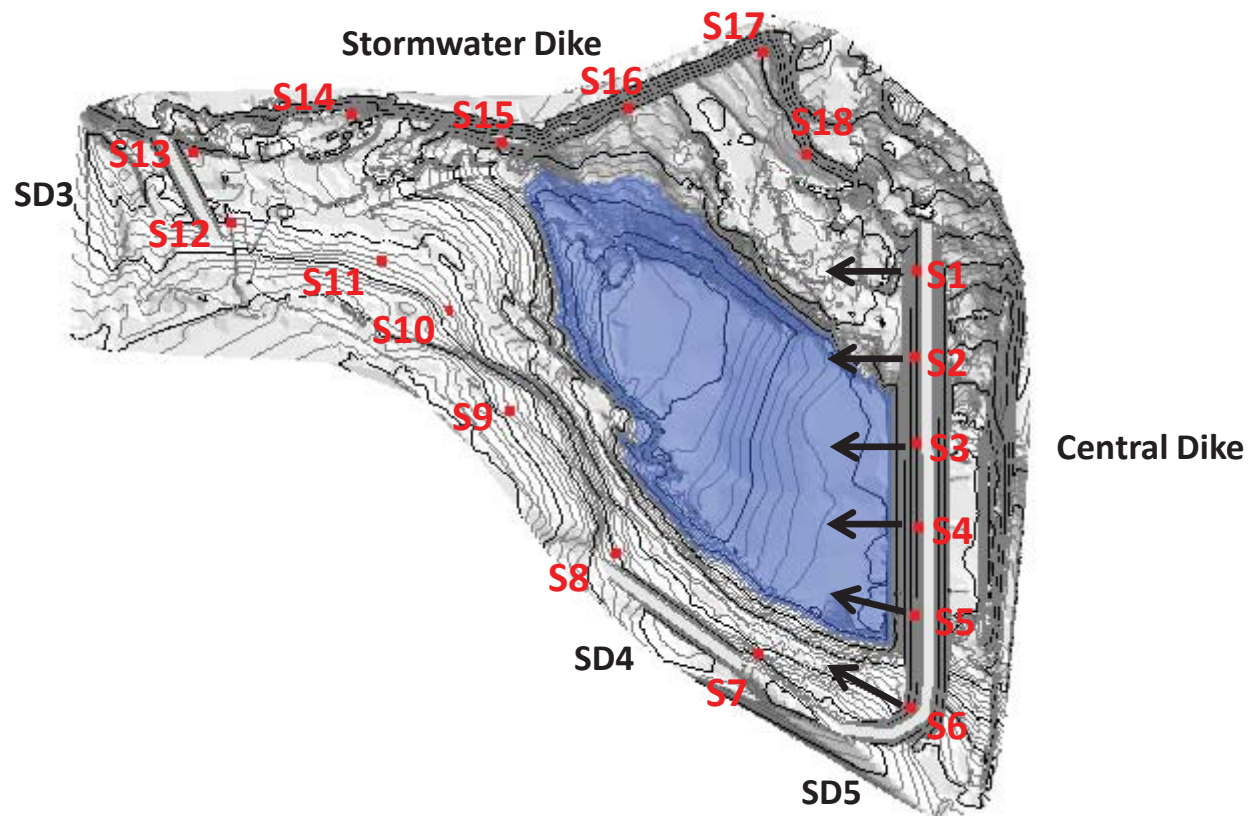 S17
Stormwater Dike
S16
S14
S15
S18
S13
SD3
S12
S11
S1
S10
S2
S9
S3
Central Dike
S4
S8
S5
SD4
S7
S6
SD5